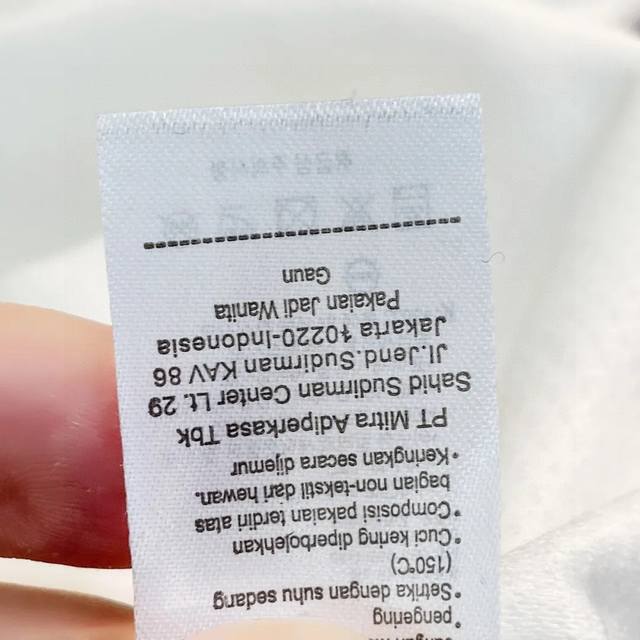 pengering
*Setrika dengan suhu sedang
(150°C)
*Cuci kering diperbolehkan
*Composisi pakaian terdiri atas
bagian non-tekstil dari hewan.
*Keringkan secara dijemur
PT Mitra Adiperkasa Tbk
Sahid Sudirman Center Lt. 29
Jl.Jend.Sudirman KAV 86
Jakarta 10220-Indonesia
Pakaian Jadi Wanita
Gaun